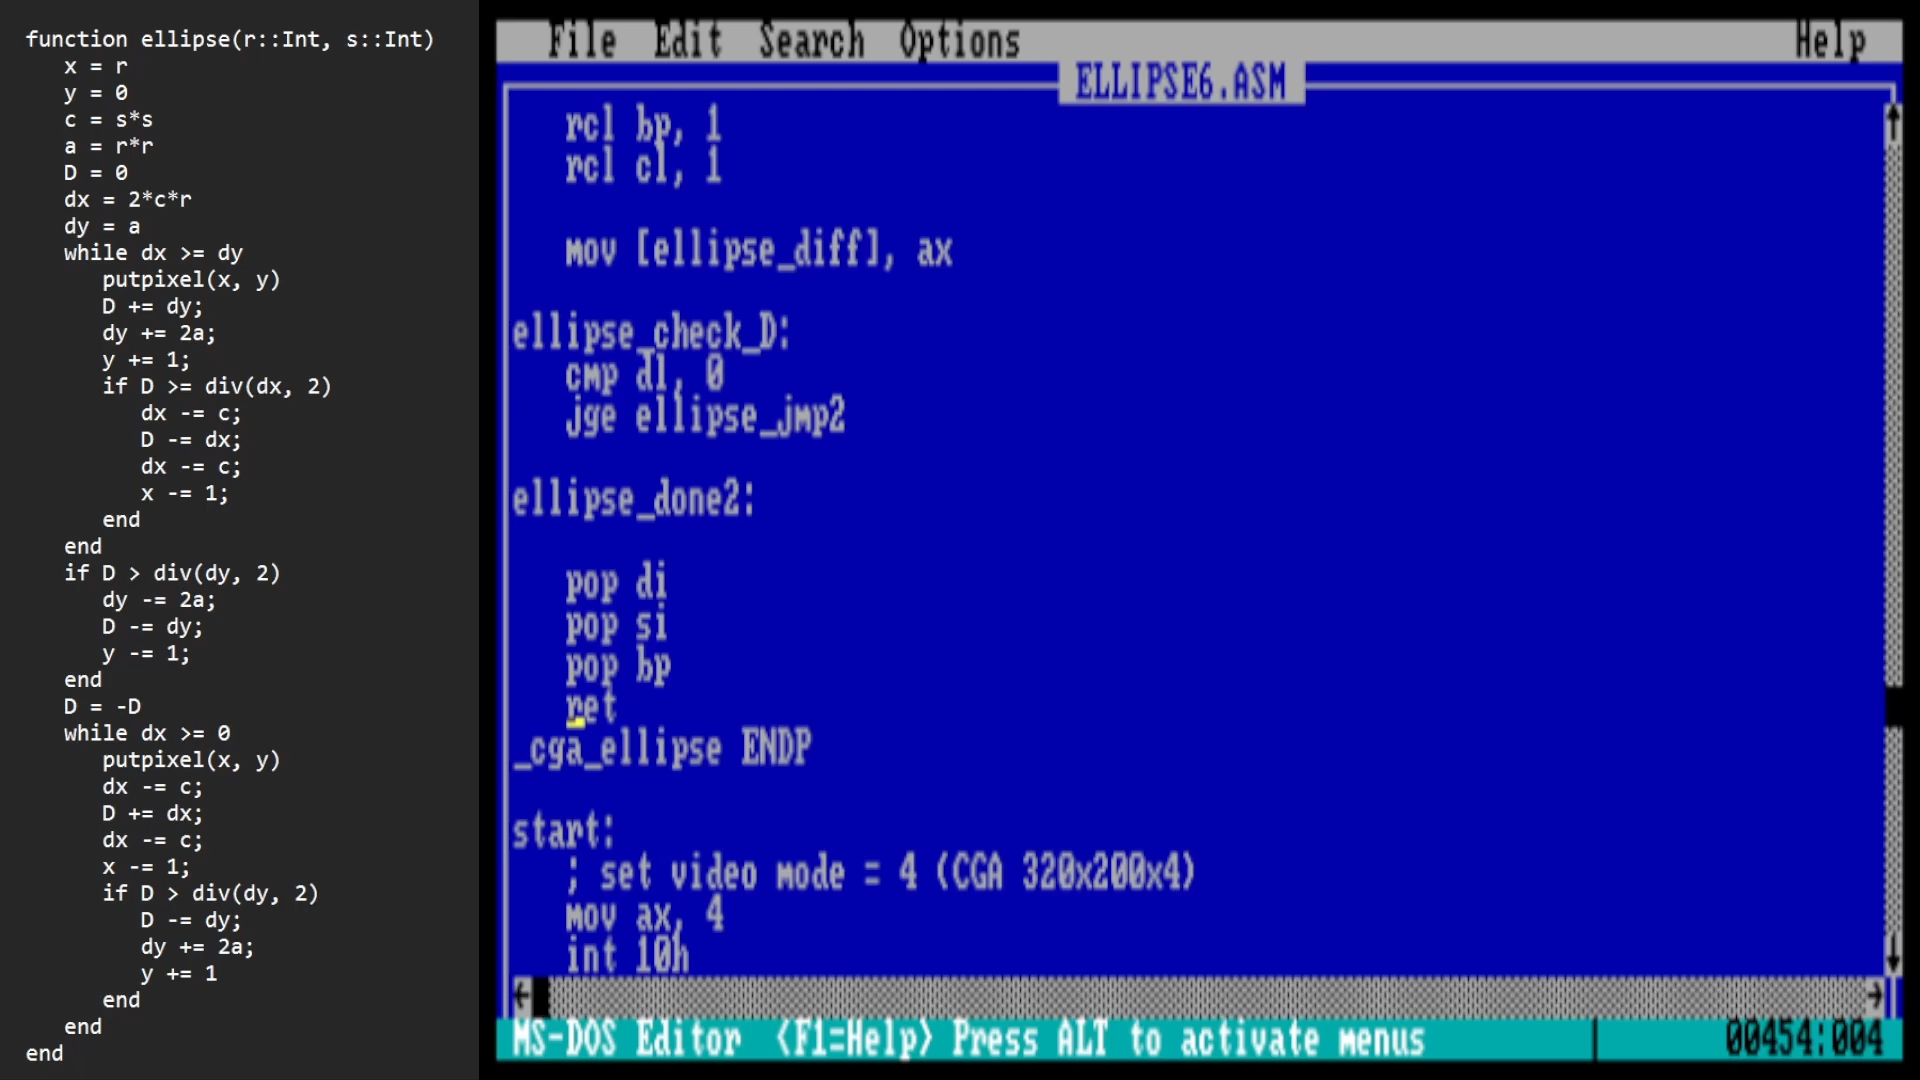 function ellipse(r::Int, s::Int)
x = r
y = 0
c = s*s
a = r*r
D = 0
dx = 2*c*r
dy = a
while dx >= dy
putpixel(x, y)
D += dy;
dy += 2a;
y += 1;
if D >= div(dx, 2)
dx -= c;
D -= dx;
dx -= c;
x -= 1;
end
end
if D > div(dy, 2)
dy -= 2a;
D -= dy;
y -= 1;
end
D = -D
while dx >= 0
putpixel(x, y)
dx -= c;
D += dx;
dx -= c;
x -= 1;
if D > div(dy, 2)
D -= dy;
dy += 2a;
y += 1
end
end
end
File Edit Search Options Help
ELLIPSE6.ASM
rcl bp, 1
rcl cl, 1
mov [ellipse_diff], ax
ellipse_check_D:
cmp dl, 0
jge ellipse_jmp2
ellipse_done2:
pop di
pop si
pop bp
ret
_cga_ellipse ENDP
start:
; set video mode = 4 (CGA 320x200x4)
mov ax, 4
int 10h
MS-DOS Editor <F1=Help> Press ALT to activate menus 00454:004